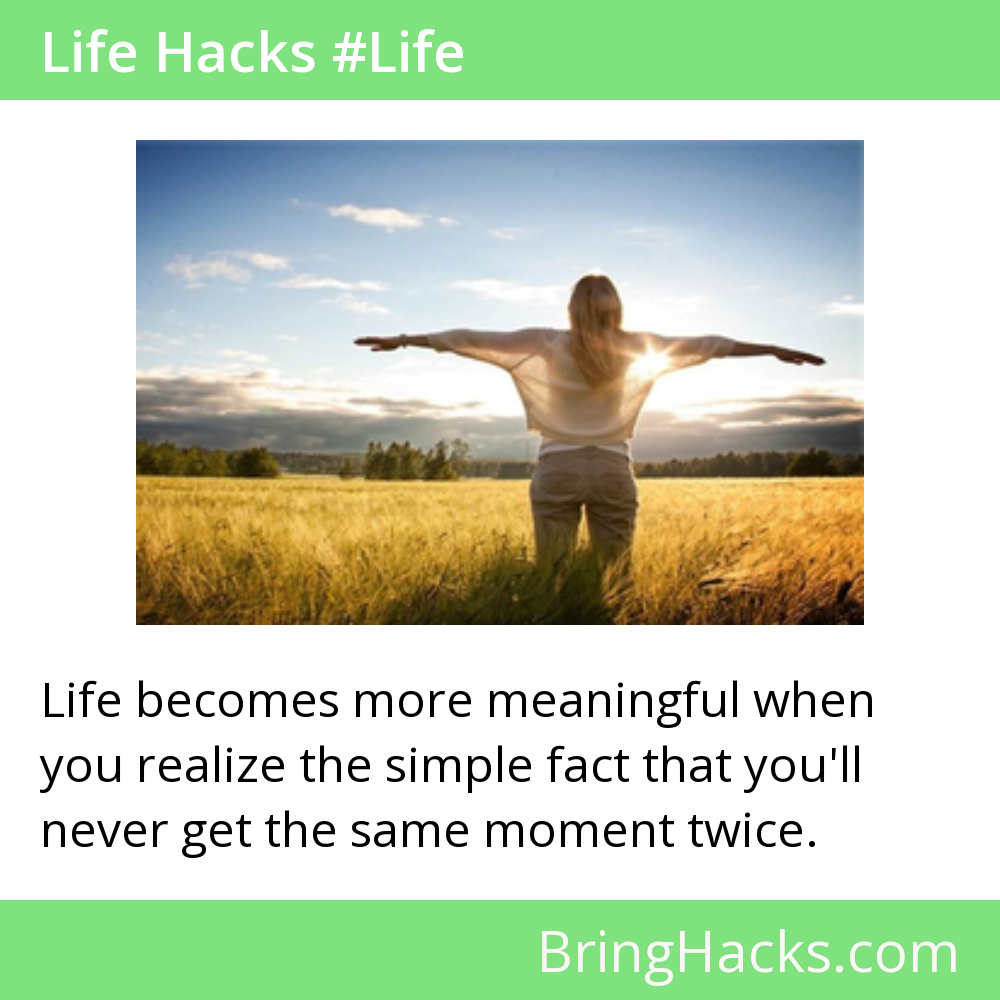 Life Hacks #Life
Life becomes more meaningful when
you realize the simple fact that you'll
never get the same moment twice.
BringHacks.com